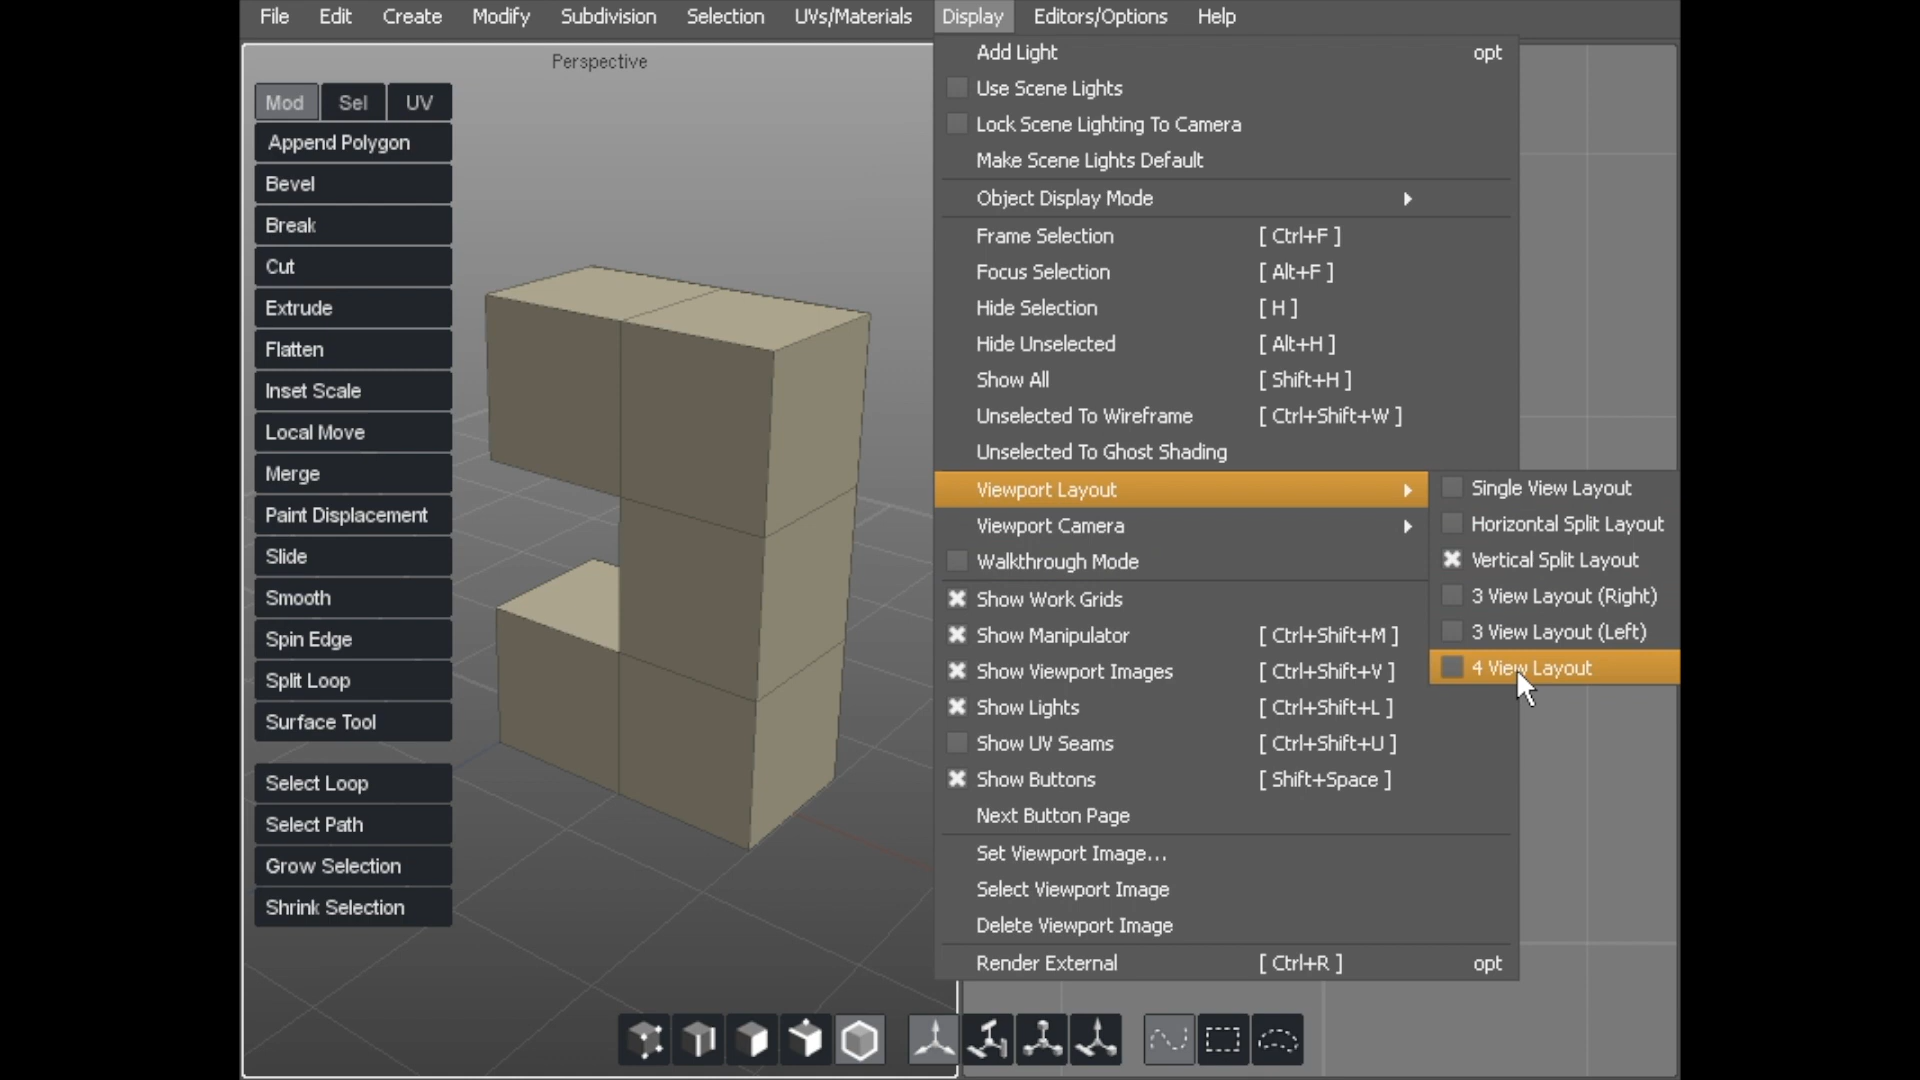 File Edit Create Modify Subdivision Selection UVs/Materials Display Editors/Options Help
Perspective
Mod Sel UV
Append Polygon
Bevel
Break
Cut
Extrude
Flatten
Inset Scale
Local Move
Merge
Paint Displacement
Slide
Smooth
Spin Edge
Split Loop
Surface Tool
Select Loop
Select Path
Grow Selection
Shrink Selection
Add Light opt
Use Scene Lights
Lock Scene Lighting To Camera
Make Scene Lights Default
Object Display Mode
Frame Selection [ Ctrl+F ]
Focus Selection [ Alt+F ]
Hide Selection [ H ]
Hide Unselected [ Alt+H ]
Show All [ Shift+H ]
Unselected To Wireframe [ Ctrl+Shift+W ]
Unselected To Ghost Shading
Viewport Layout
Viewport Camera
Walkthrough Mode
Show Work Grids
Show Manipulator [ Ctrl+Shift+M ]
Show Viewport Images [ Ctrl+Shift+V ]
Show Lights [ Ctrl+Shift+L ]
Show UV Seams [ Ctrl+Shift+U ]
Show Buttons [ Shift+Space ]
Next Button Page
Set Viewport Image...
Select Viewport Image
Delete Viewport Image
Render External [ Ctrl+R ] opt
Single View Layout
Horizontal Split Layout
Vertical Split Layout
3 View Layout (Right)
3 View Layout (Left)
4 View Layout